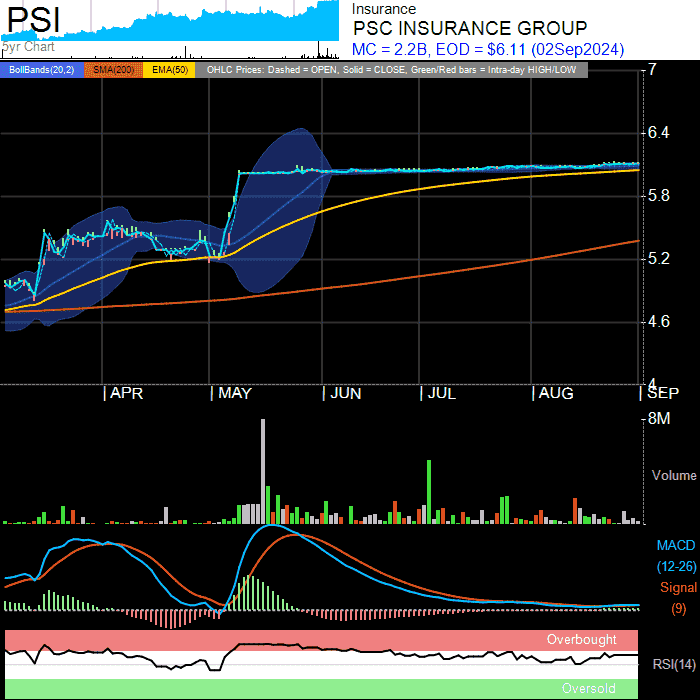 PSI
5yr Chart
Insurance
PSC INSURANCE GROUP
MC = 2.2B, EOD = $6.11 (02Sep2024)
BollBands(20,2) SMA(200) EMA(50) OHLC Prices: Dashed = OPEN, Solid = CLOSE, Green/Red bars = Intra-day HIGH/LOW
7
6.4
5.8
5.2
4.6
4
APR MAY JUN JUL AUG SEP
8M
Volume
MACD
(12-26)
Signal
(9)
Overbought
RSI(14)
Oversold